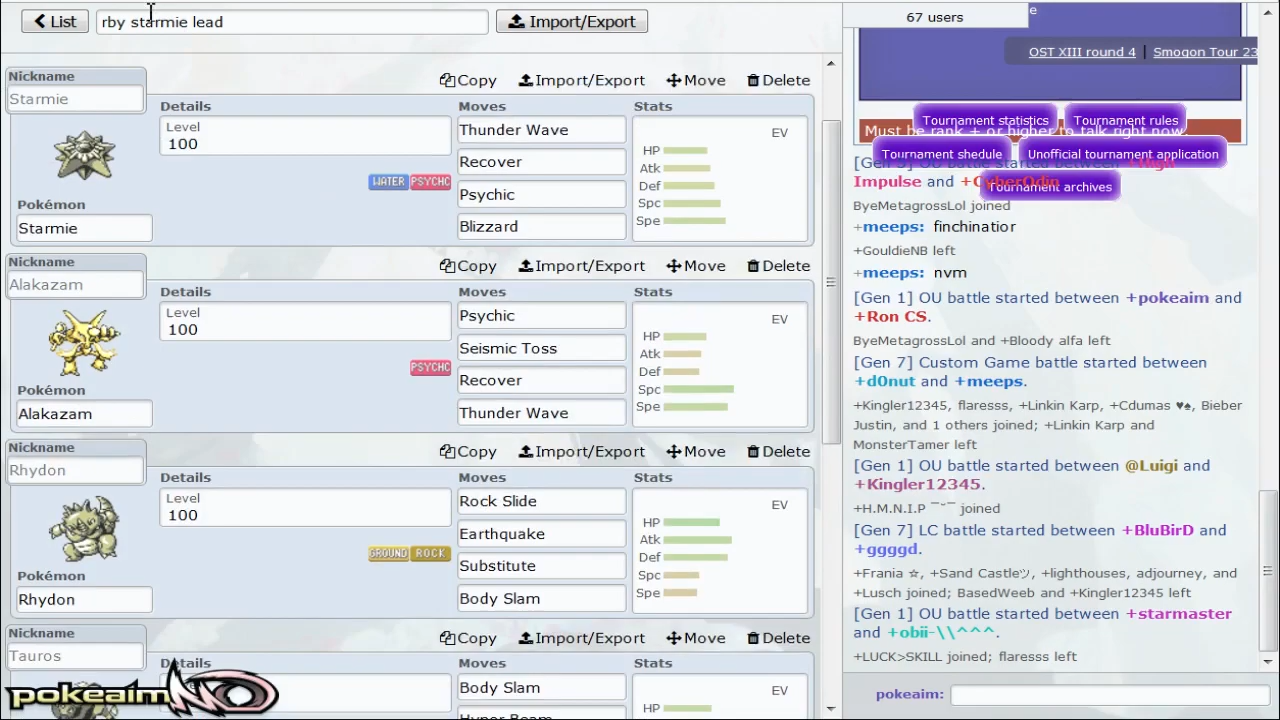 List
rby starmie lead
Import/Export
Nickname
Starmie
Copy
Import/Export
Move
Delete
Details
Moves
Stats
Level
100
WATER PSYCHC
Pokémon
Starmie
Thunder Wave
Recover
Psychic
Blizzard
EV
HP
Atk
Def
Spc
Spe
Nickname
Alakazam
Copy
Import/Export
Move
Delete
Details
Moves
Stats
Level
100
PSYCHC
Pokémon
Alakazam
Psychic
Seismic Toss
Recover
Thunder Wave
EV
HP
Atk
Def
Spc
Spe
Nickname
Rhydon
Copy
Import/Export
Move
Delete
Details
Moves
Stats
Level
100
GROUND ROCK
Pokémon
Rhydon
Rock Slide
Earthquake
Substitute
Body Slam
EV
HP
Atk
Def
Spc
Spe
Nickname
Tauros
Copy
Import/Export
Move
Delete
Details
Moves
Stats
Body Slam
EV
HP
pokeaimNO
67 users
OST XIII round 4 | Smogon Tour 23
Tournament statistics
Tournament rules
Must be rank + or higher to talk right now
Tournament shedule
Unofficial tournament application
Impulse and +CyberOdin
Tournament archives
ByeMetagrossLol joined
+meeps: finchinatior
+GouldieNB left
+meeps: nvm
[Gen 1] OU battle started between +pokeaim and
+Ron CS.
ByeMetagrossLol and +Bloody alfa left
[Gen 7] Custom Game battle started between
+d0nut and +meeps.
+Kingler12345, flaresss, +Linkin Karp, +Cdumas ♥♠, Bieber
Justin, and 1 others joined; +Linkin Karp and
MonsterTamer left
[Gen 1] OU battle started between @Luigi and
+Kingler12345.
+H.M.N.I.P ¯˘¯ joined
[Gen 7] LC battle started between +BluBirD and
+ggggd.
+Frania ☆, +Sand Castleツ, +lighthouses, adjourney, and
+Lusch joined; BasedWeeb and +Kingler12345 left
[Gen 1] OU battle started between +starmaster
and +obii-\\^^^.
+LUCK>SKILL joined; flaresss left
pokeaim: